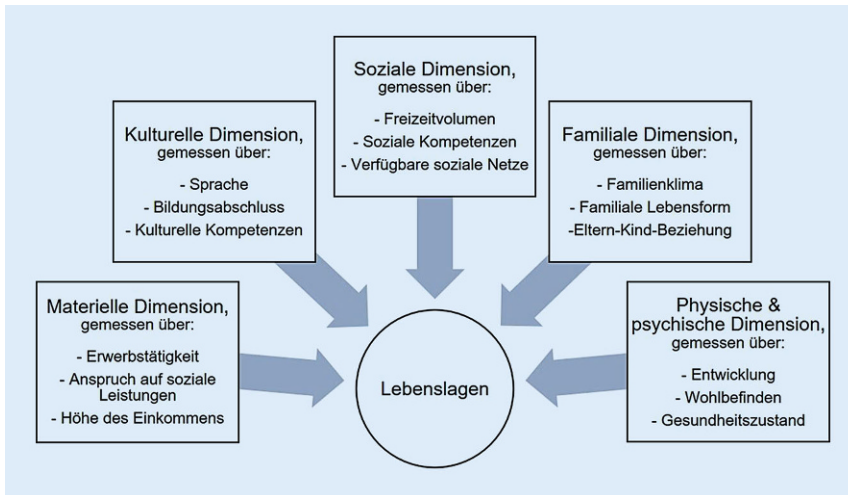 Soziale Dimension,
gemessen über:
- Freizeitvolumen
- Soziale Kompetenzen
- Verfügbare soziale Netze
Kulturelle Dimension,
gemessen über:
- Sprache
- Bildungsabschluss
- Kulturelle Kompetenzen
Familiale Dimension,
gemessen über:
- Familienklima
- Familiale Lebensform
-Eltern-Kind-Beziehung
Materielle Dimension,
gemessen über:
- Erwerbstätigkeit
- Anspruch auf soziale
Leistungen
- Höhe des Einkommens
Lebenslagen
Physische &
psychische Dimension,
gemessen über:
- Entwicklung
- Wohlbefinden
- Gesundheitszustand